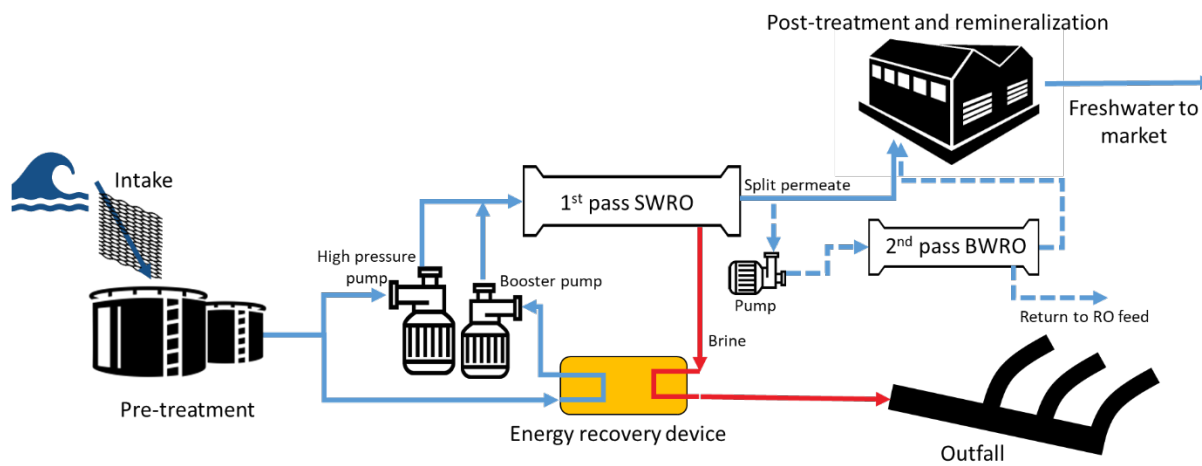 Post-treatment and remineralization
Freshwater to
market
Intake
1st pass SWRO
Split permeate
2nd pass BWRO
High pressure
pump
Booster pump
Pump
Return to RO feed
Brine
Pre-treatment
Energy recovery device
Outfall